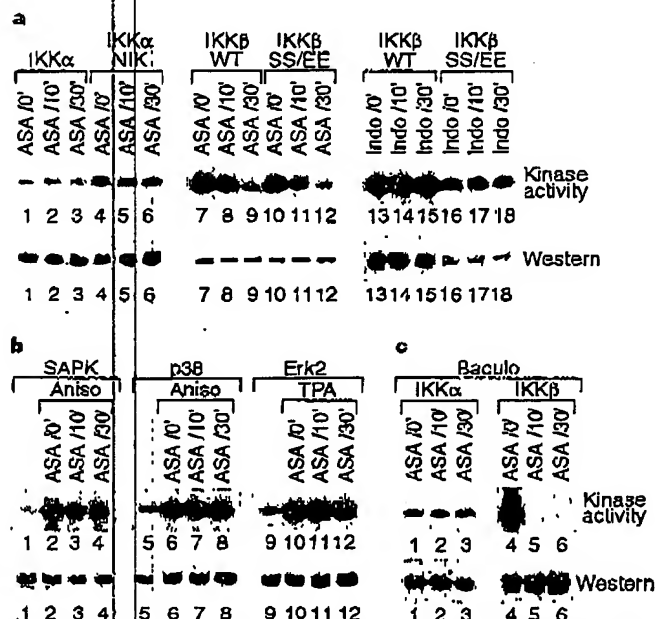 a
IKKα IKKα NIK IKKβ WT IKKβ SS/EE IKKβ WT IKKβ SS/EE
ASA /0' ASA /10' ASA /30' ASA /0' ASA /10' ASA /30' ASA /0' ASA /10' ASA /30' ASA /0' ASA /10' ASA /30' Indo /0' Indo /10' Indo /30' Indo /0' Indo /10' Indo /30'
Kinase activity
1 2 3 4 5 6 7 8 9 10 11 12 13 14 15 16 17 18
Western
1 2 3 4 5 6 7 8 9 10 11 12 13 14 15 16 17 18
b c
SAPK p38 Erk2 Baculo
Aniso Aniso TPA IKKα IKKβ
ASA /0' ASA /10' ASA /30' ASA /0' ASA /10' ASA /30' ASA /0' ASA /10' ASA /30' ASA /0' ASA /10' ASA /30' ASA /0' ASA /10' ASA /30'
Kinase activity
1 2 3 4 5 6 7 8 9 10 11 12 1 2 3 4 5 6
Western
1 2 3 4 5 6 7 8 9 10 11 12 1 2 3 4 5 6